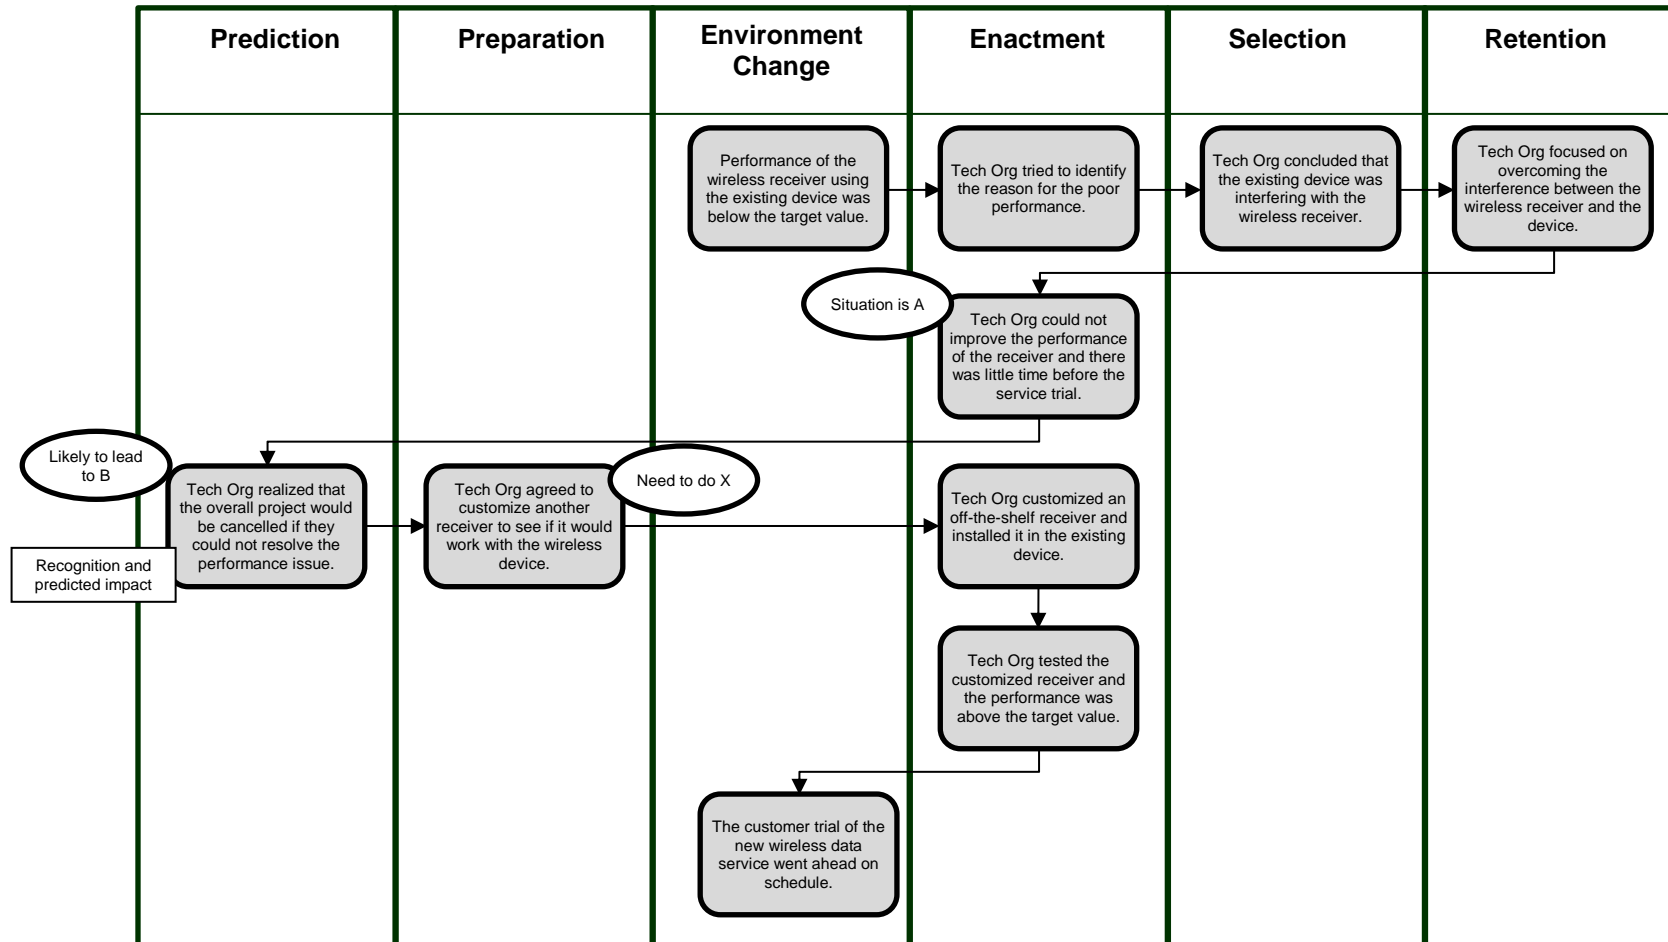 Prediction
Preparation
Environment
Change
Enactment
Selection
Retention
Performance of the
wireless receiver using
the existing device was
below the target value.
Tech Org tried to identify
the reason for the poor
performance.
Tech Org concluded that
the existing device was
interfering with the
wireless receiver.
Tech Org focused on
overcoming the
interference between the
wireless receiver and the
device.
Situation is A
Tech Org could not
improve the performance
of the receiver and there
was little time before the
service trial.
Likely to lead
to B
Tech Org realized that
the overall project would
be cancelled if they
could not resolve the
performance issue.
Recognition and
predicted impact
Tech Org agreed to
customize another
receiver to see if it would
work with the wireless
device.
Need to do X
Tech Org customized an
off-the-shelf receiver and
installed it in the existing
device.
Tech Org tested the
customized receiver and
the performance was
above the target value.
The customer trial of the
new wireless data
service went ahead on
schedule.